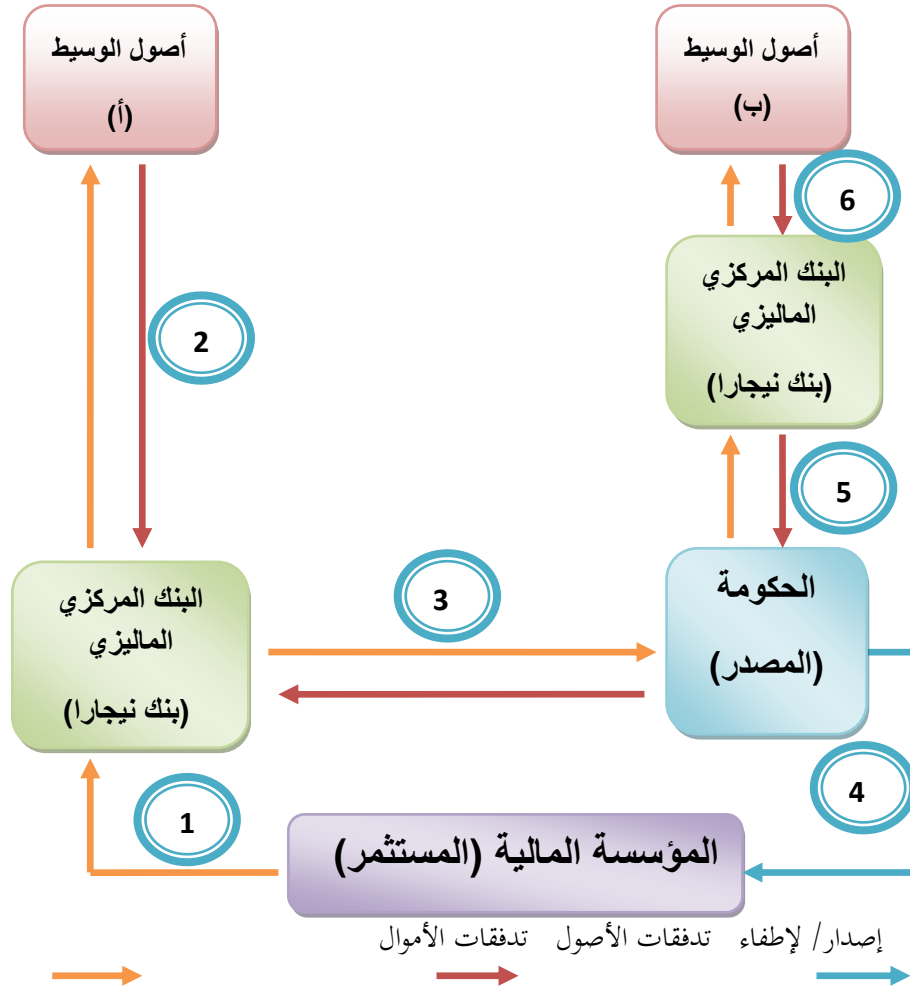 أصول الوسيط
(أ)
أصول الوسيط
(ب)
6
البنك المركزي
الماليزي
(بنك نيجارا)
2
5
البنك المركزي
الماليزي
(بنك نيجارا)
3
الحكومة
(المصدر)
4
1
المؤسسة المالية (المستثمر)
إصدار/ لإطفاء تدفقات الأصول تدفقات الأموال